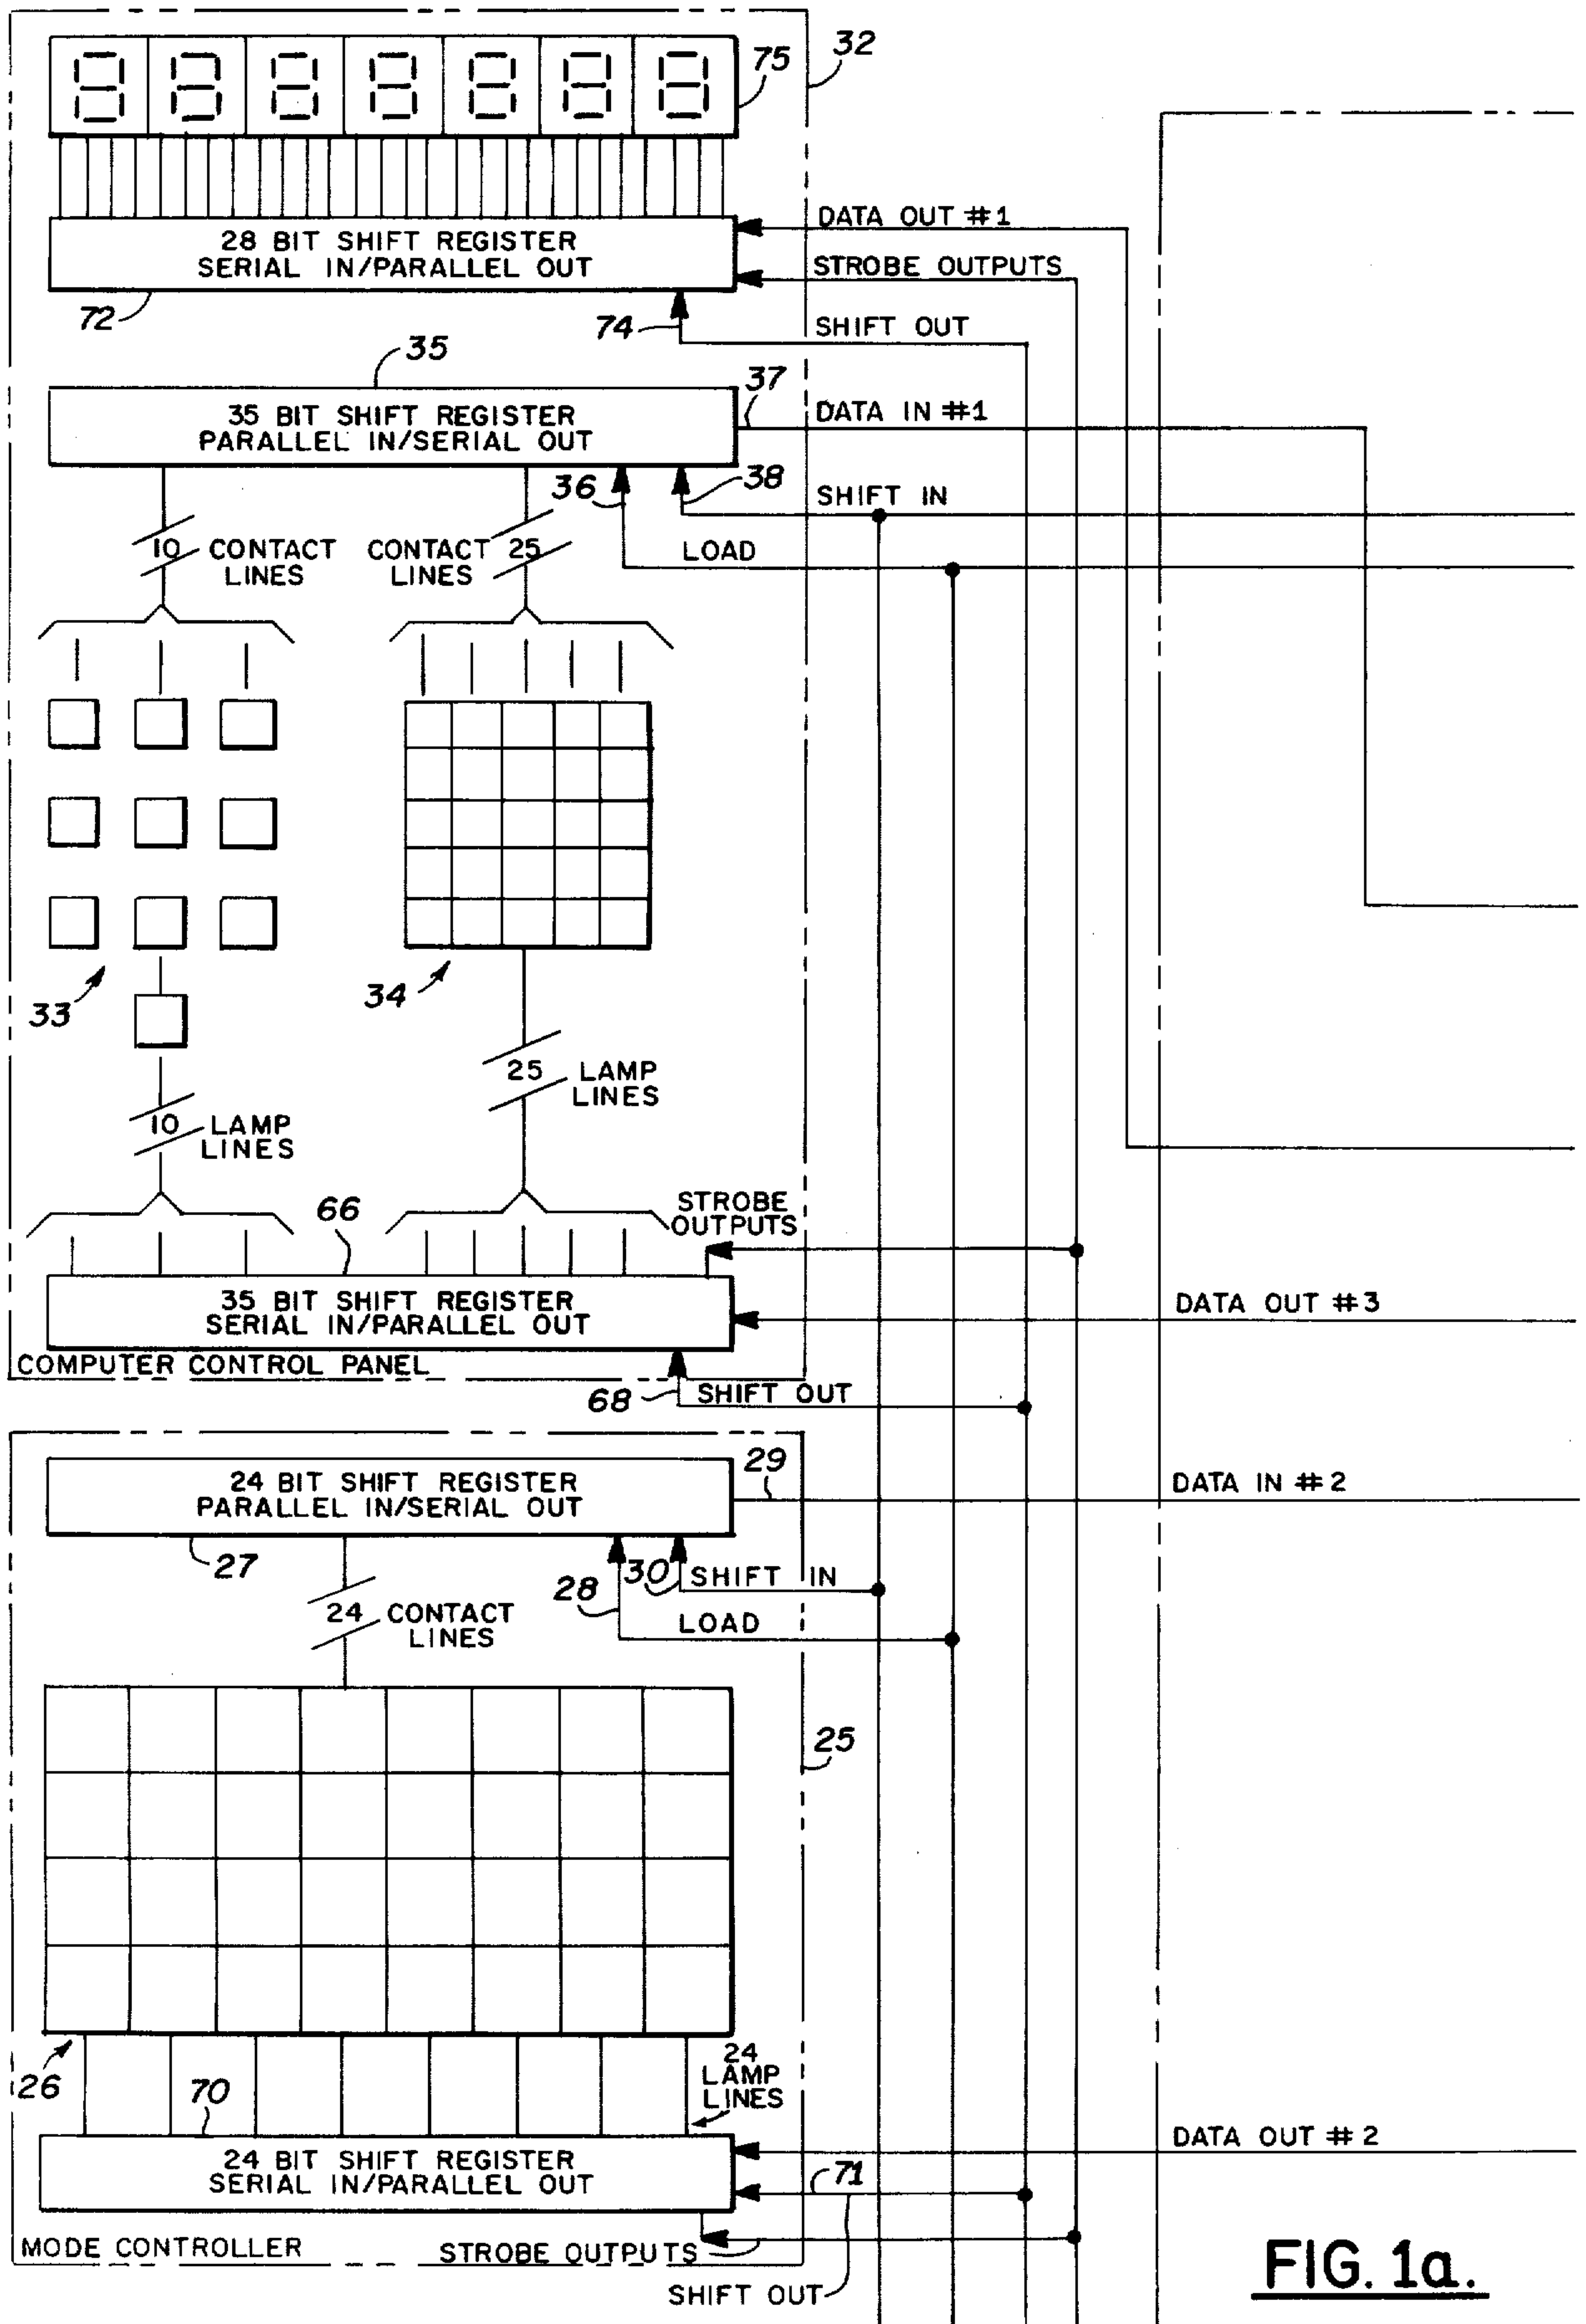 32
75
DATA OUT #1
28 BIT SHIFT REGISTER
SERIAL IN/PARALLEL OUT
STROBE OUTPUTS
72
74
SHIFT OUT
35
37
35 BIT SHIFT REGISTER
PARALLEL IN/SERIAL OUT
DATA IN #1
36
38
SHIFT IN
10 CONTACT
LINES
CONTACT 25
LINES
LOAD
33
34
25 LAMP
LINES
10 LAMP
LINES
66
STROBE
OUTPUTS
35 BIT SHIFT REGISTER
SERIAL IN/PARALLEL OUT
DATA OUT #3
COMPUTER CONTROL PANEL
68
SHIFT OUT
29
24 BIT SHIFT REGISTER
PARALLEL IN/SERIAL OUT
DATA IN #2
27
28
30
SHIFT IN
24 CONTACT
LINES
LOAD
25
26
70
24
LAMP
LINES
24 BIT SHIFT REGISTER
SERIAL IN/PARALLEL OUT
DATA OUT #2
71
MODE CONTROLLER
STROBE OUTPUTS
SHIFT OUT
FIG. 1a.